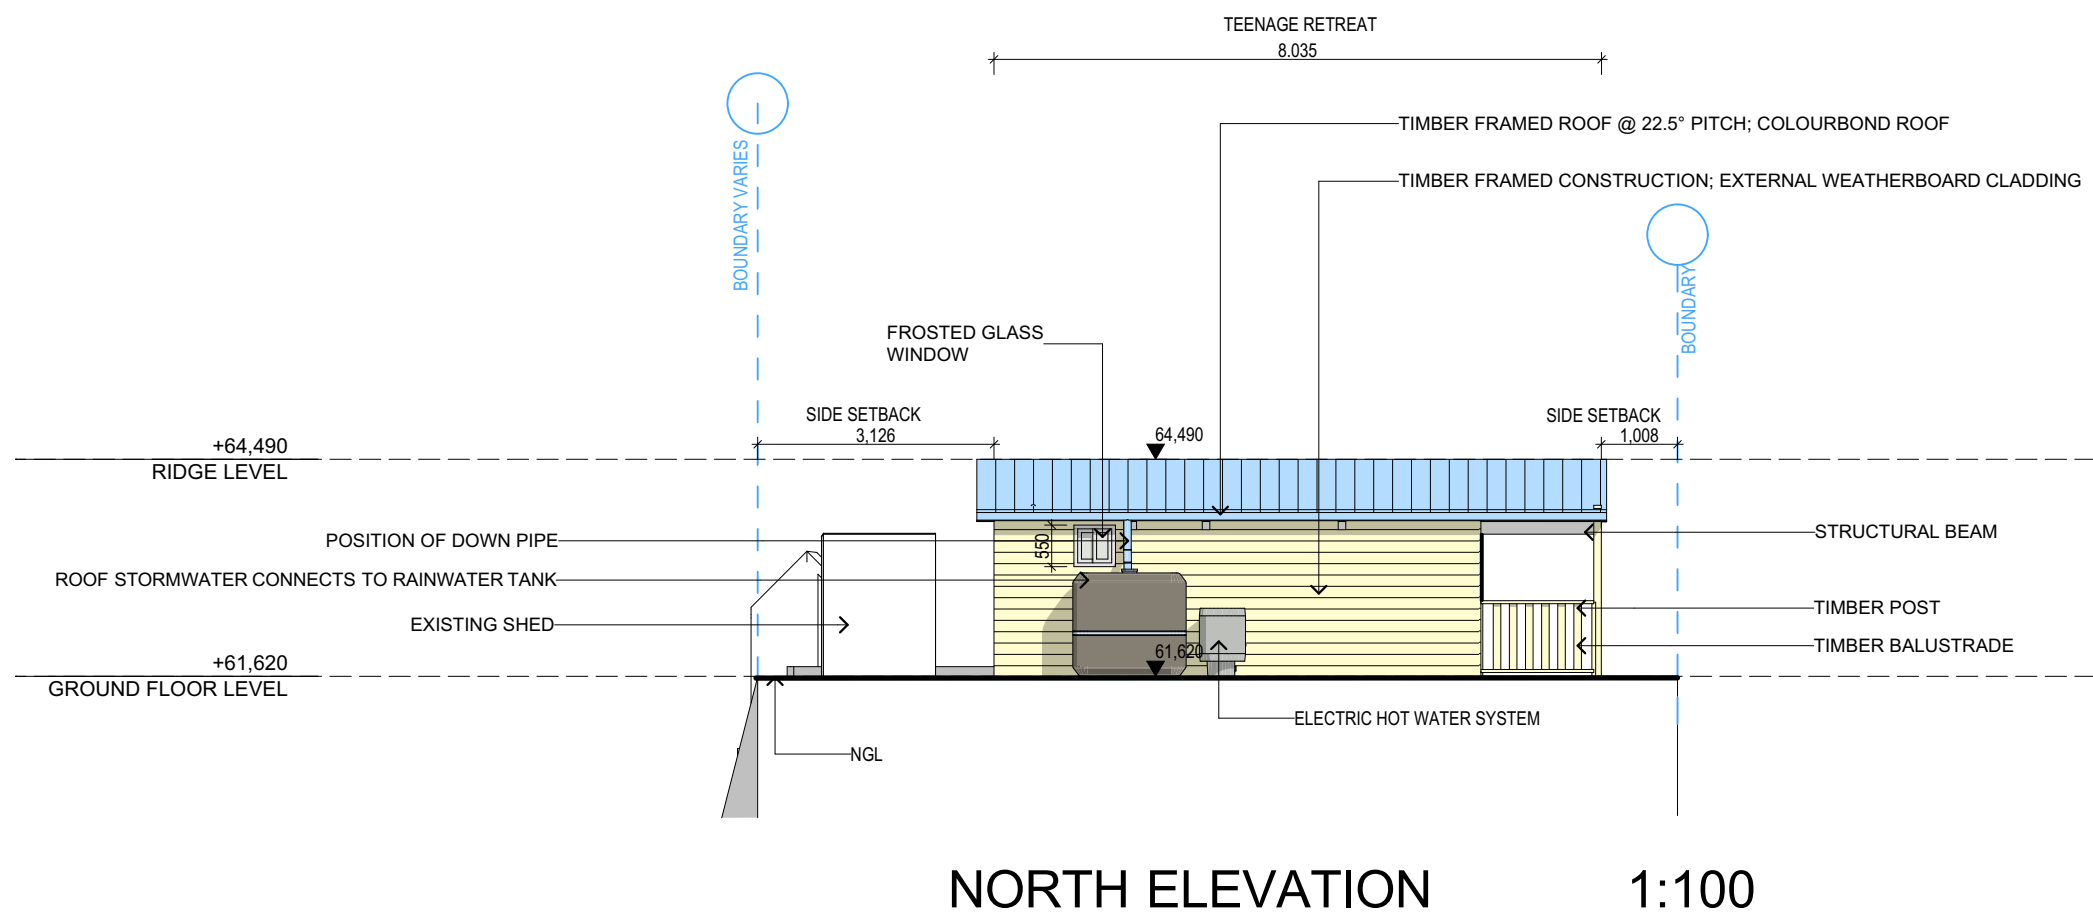 TEENAGE RETREAT
8.035
TIMBER FRAMED ROOF @ 22.5° PITCH; COLOURBOND ROOF
BOUNDARY VARIES
TIMBER FRAMED CONSTRUCTION; EXTERNAL WEATHERBOARD CLADDING
BOUNDARY
FROSTED GLASS
WINDOW
SIDE SETBACK
3,126
SIDE SETBACK
1,008
+64,490
RIDGE LEVEL
64,490
POSITION OF DOWN PIPE
550
STRUCTURAL BEAM
ROOF STORMWATER CONNECTS TO RAINWATER TANK
EXISTING SHED
TIMBER POST
TIMBER BALUSTRADE
+61,620
GROUND FLOOR LEVEL
61,620
ELECTRIC HOT WATER SYSTEM
NGL
NORTH ELEVATION 1:100